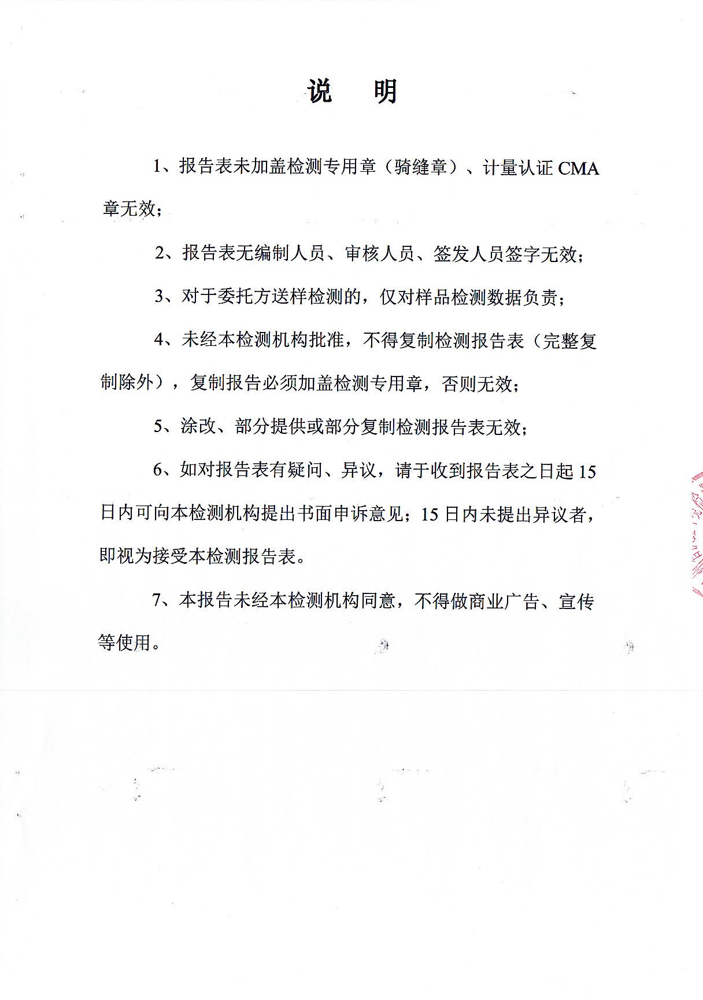 说 明
1、报告表未加盖检测专用章（骑缝章）、计量认证 CMA
章无效；
2、报告表无编制人员、审核人员、签发人员签字无效；
3、对于委托方送样检测的，仅对样品检测数据负责；
4、未经本检测机构批准，不得复制检测报告表（完整复
制除外），复制报告必须加盖检测专用章，否则无效；
5、涂改、部分提供或部分复制检测报告表无效；
6、如对报告表有疑问、异议，请于收到报告表之日起 15
日内可向本检测机构提出书面申诉意见；15 日内未提出异议者，
即视为接受本检测报告表。
7、本报告未经本检测机构同意，不得做商业广告、宣传
等使用。